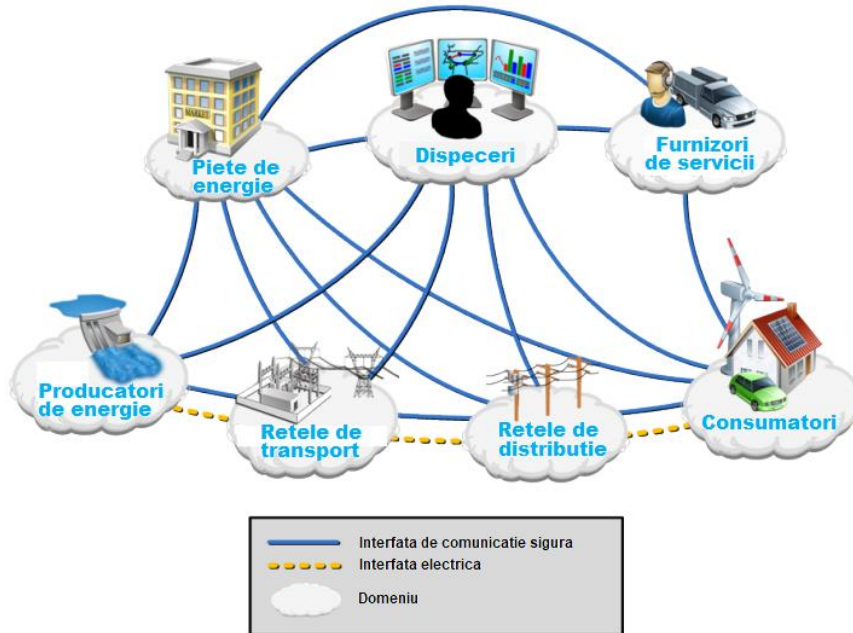 MARKET
Piete de
energie
Dispeceri
Furnizori
de servicii
Producatori
de energie
Retele de
transport
Retele de
distributie
Consumatori
Interfata de comunicatie sigura
Interfata electrica
Domeniu